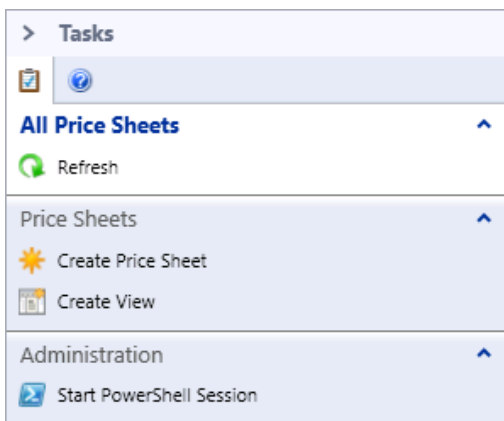 Tasks
All Price Sheets
Refresh
Price Sheets
Create Price Sheet
Create View
Administration
Start PowerShell Session